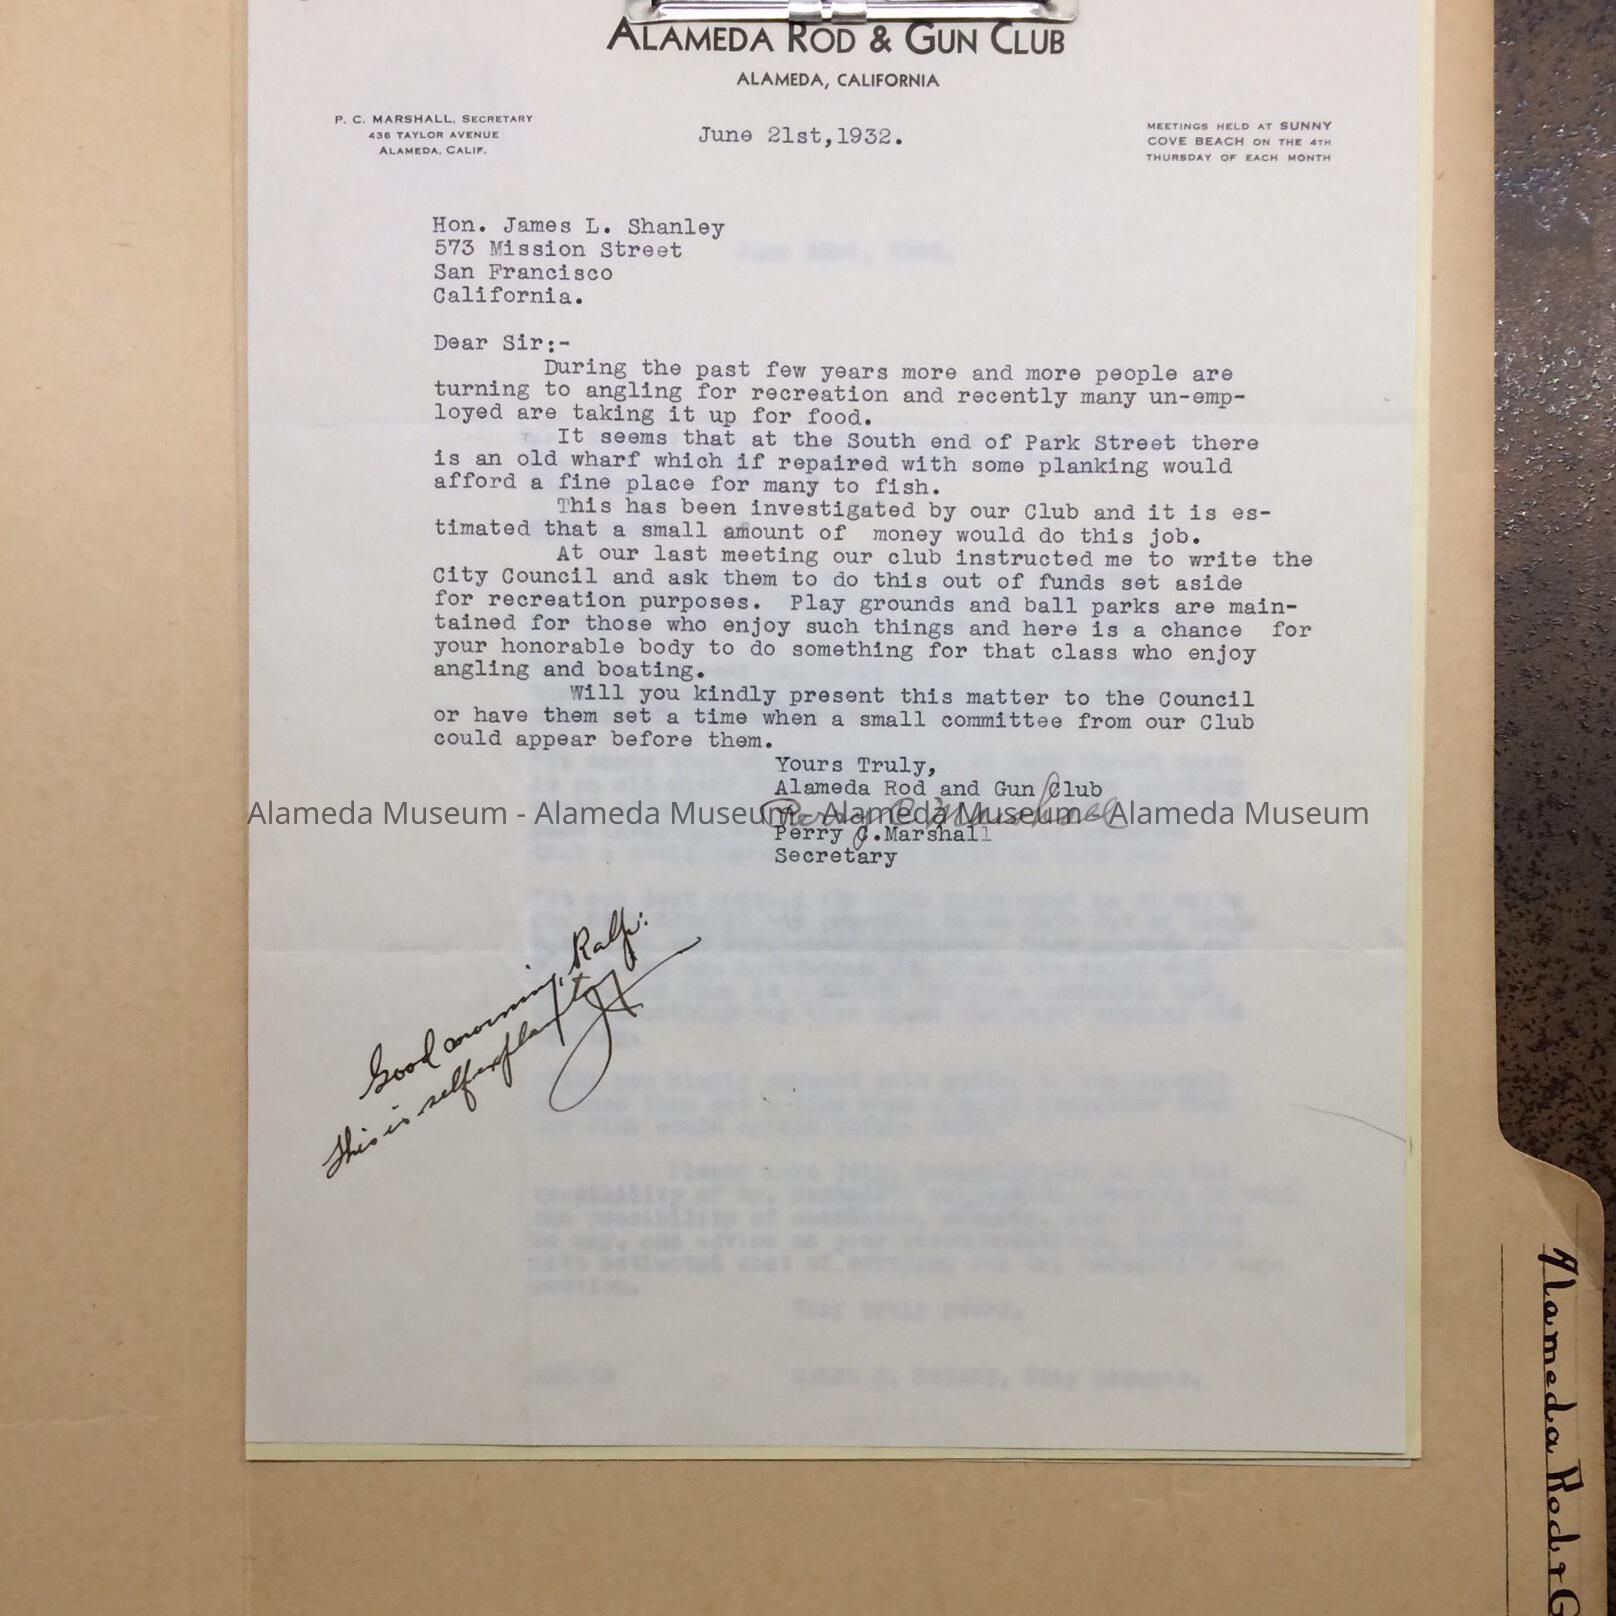 ALAMEDA ROD & GUN CLUB
ALAMEDA, CALIFORNIA
P. C. MARSHALL, SECRETARY
436 TAYLOR AVENUE
ALAMEDA, CALIF.
June 21st,1932.
MEETINGS HELD AT SUNNY
COVE BEACH ON THE 4TH
THURSDAY OF EACH MONTH
Hon. James L. Shanley
573 Mission Street
San Francisco
California.
Dear Sir:-
During the past few years more and more people are
turning to angling for recreation and recently many un-emp-
loyed are taking it up for food.
It seems that at the South end of Park Street there
is an old wharf which if repaired with some planking would
afford a fine place for many to fish.
This has been investigated by our Club and it is es-
timated that a small amount of money would do this job.
At our last meeting our club instructed me to write the
City Council and ask them to do this out of funds set aside
for recreation purposes. Play grounds and ball parks are main-
tained for those who enjoy such things and here is a chance for
your honorable body to do something for that class who enjoy
angling and boating.
Will you kindly present this matter to the Council
or have them set a time when a small committee from our Club
could appear before them.
Yours Truly,
Alameda Rod and Gun Club
Perry C. Marshall
Alameda Museum - Alameda Museum - Alameda Museum - Alameda Museum
Perry C.Marshall
Secretary
Good morning, Ralph:
This is self
Alameda Rod & G